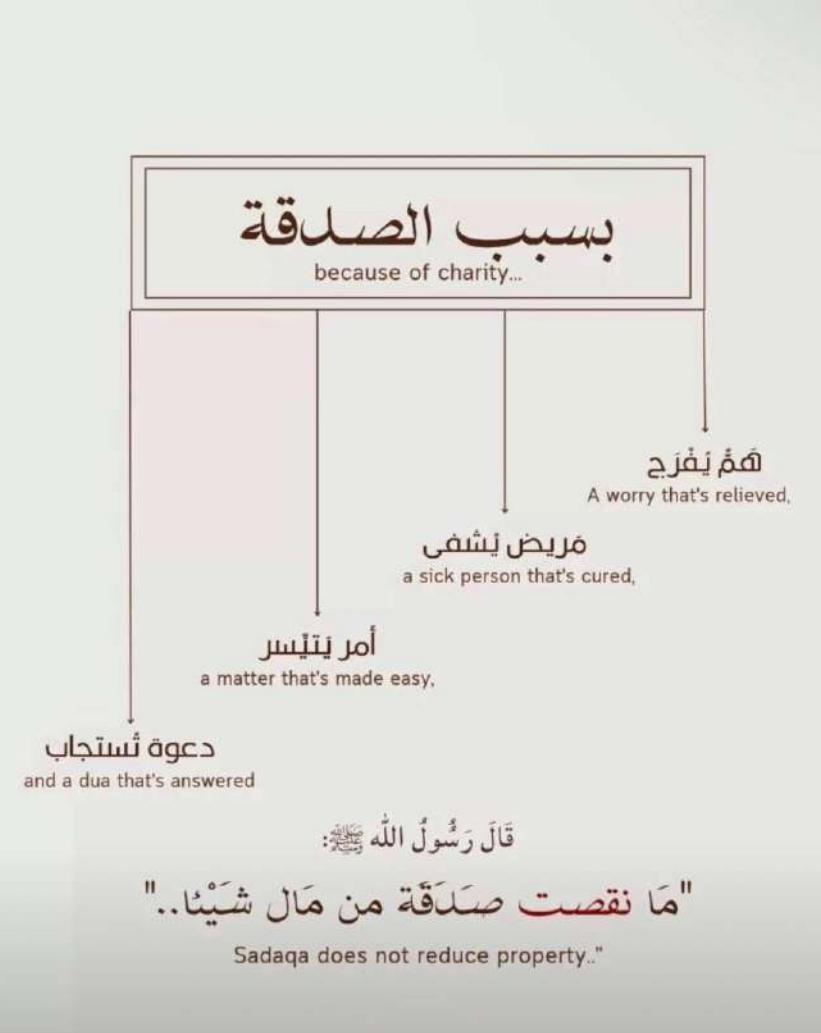 بسبب الصدقة
because of charity...
هَمٌّ يُفْرَج
A worry that's relieved,
مَريض يُشفى
a sick person that's cured,
أمر يَتيّسر
a matter that's made easy,
دعوة تُستجاب
and a dua that's answered
قَالَ رَسُولُ الله ﷺ:
"مَا نقصت صَدَقَة من مَال شَيْئا.."
Sadaqa does not reduce property.."